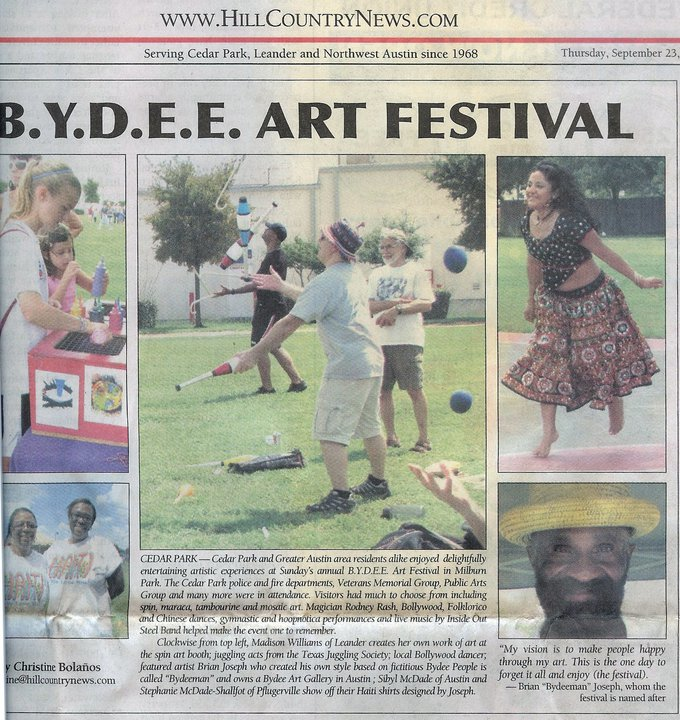 WWW.HILLCOUNTRYNEWS.COM
Serving Cedar Park, Leander and Northwest Austin since 1968
Thursday, September 23,
B.Y.D.E.E. ART FESTIVAL
CEDAR PARK — Cedar Park and Greater Austin area residents alike enjoyed delightfully
entertaining artistic experiences at Sunday's annual B.Y.D.E.E. Art Festival in Milburn
Park. The Cedar Park police and fire departments, Veterans Memorial Group, Public Arts
Group and many more were in attendance. Visitors had much to choose from including
spin, maraca, tambourine and mosaic art. Magician Rodney Rash, Bollywood, Folklorico
and Chinese dances, gymnastic and hoopnotica performances and live music by Inside Out
Steel Band helped make the event one to remember.
Clockwise from top left, Madison Williams of Leander creates her own work of art at
the spin art booth; juggling acts from the Texas Juggling Society; local Bollywood dancer;
featured artist Brian Joseph who created his own style based on fictitious Bydee People is
called "Bydeeman" and owns a Bydee Art Gallery in Austin ; Sibyl McDade of Austin and
Stephanie McDade-Shallfot of Pflugerville show off their Haiti shirts designed by Joseph.
y Christine Bolaños
ine@hillcountrynews.com
"My vision is to make people happy
through my art. This is the one day to
forget it all and enjoy (the festival).
— Brian "Bydeeman" Joseph, whom the
festival is named after